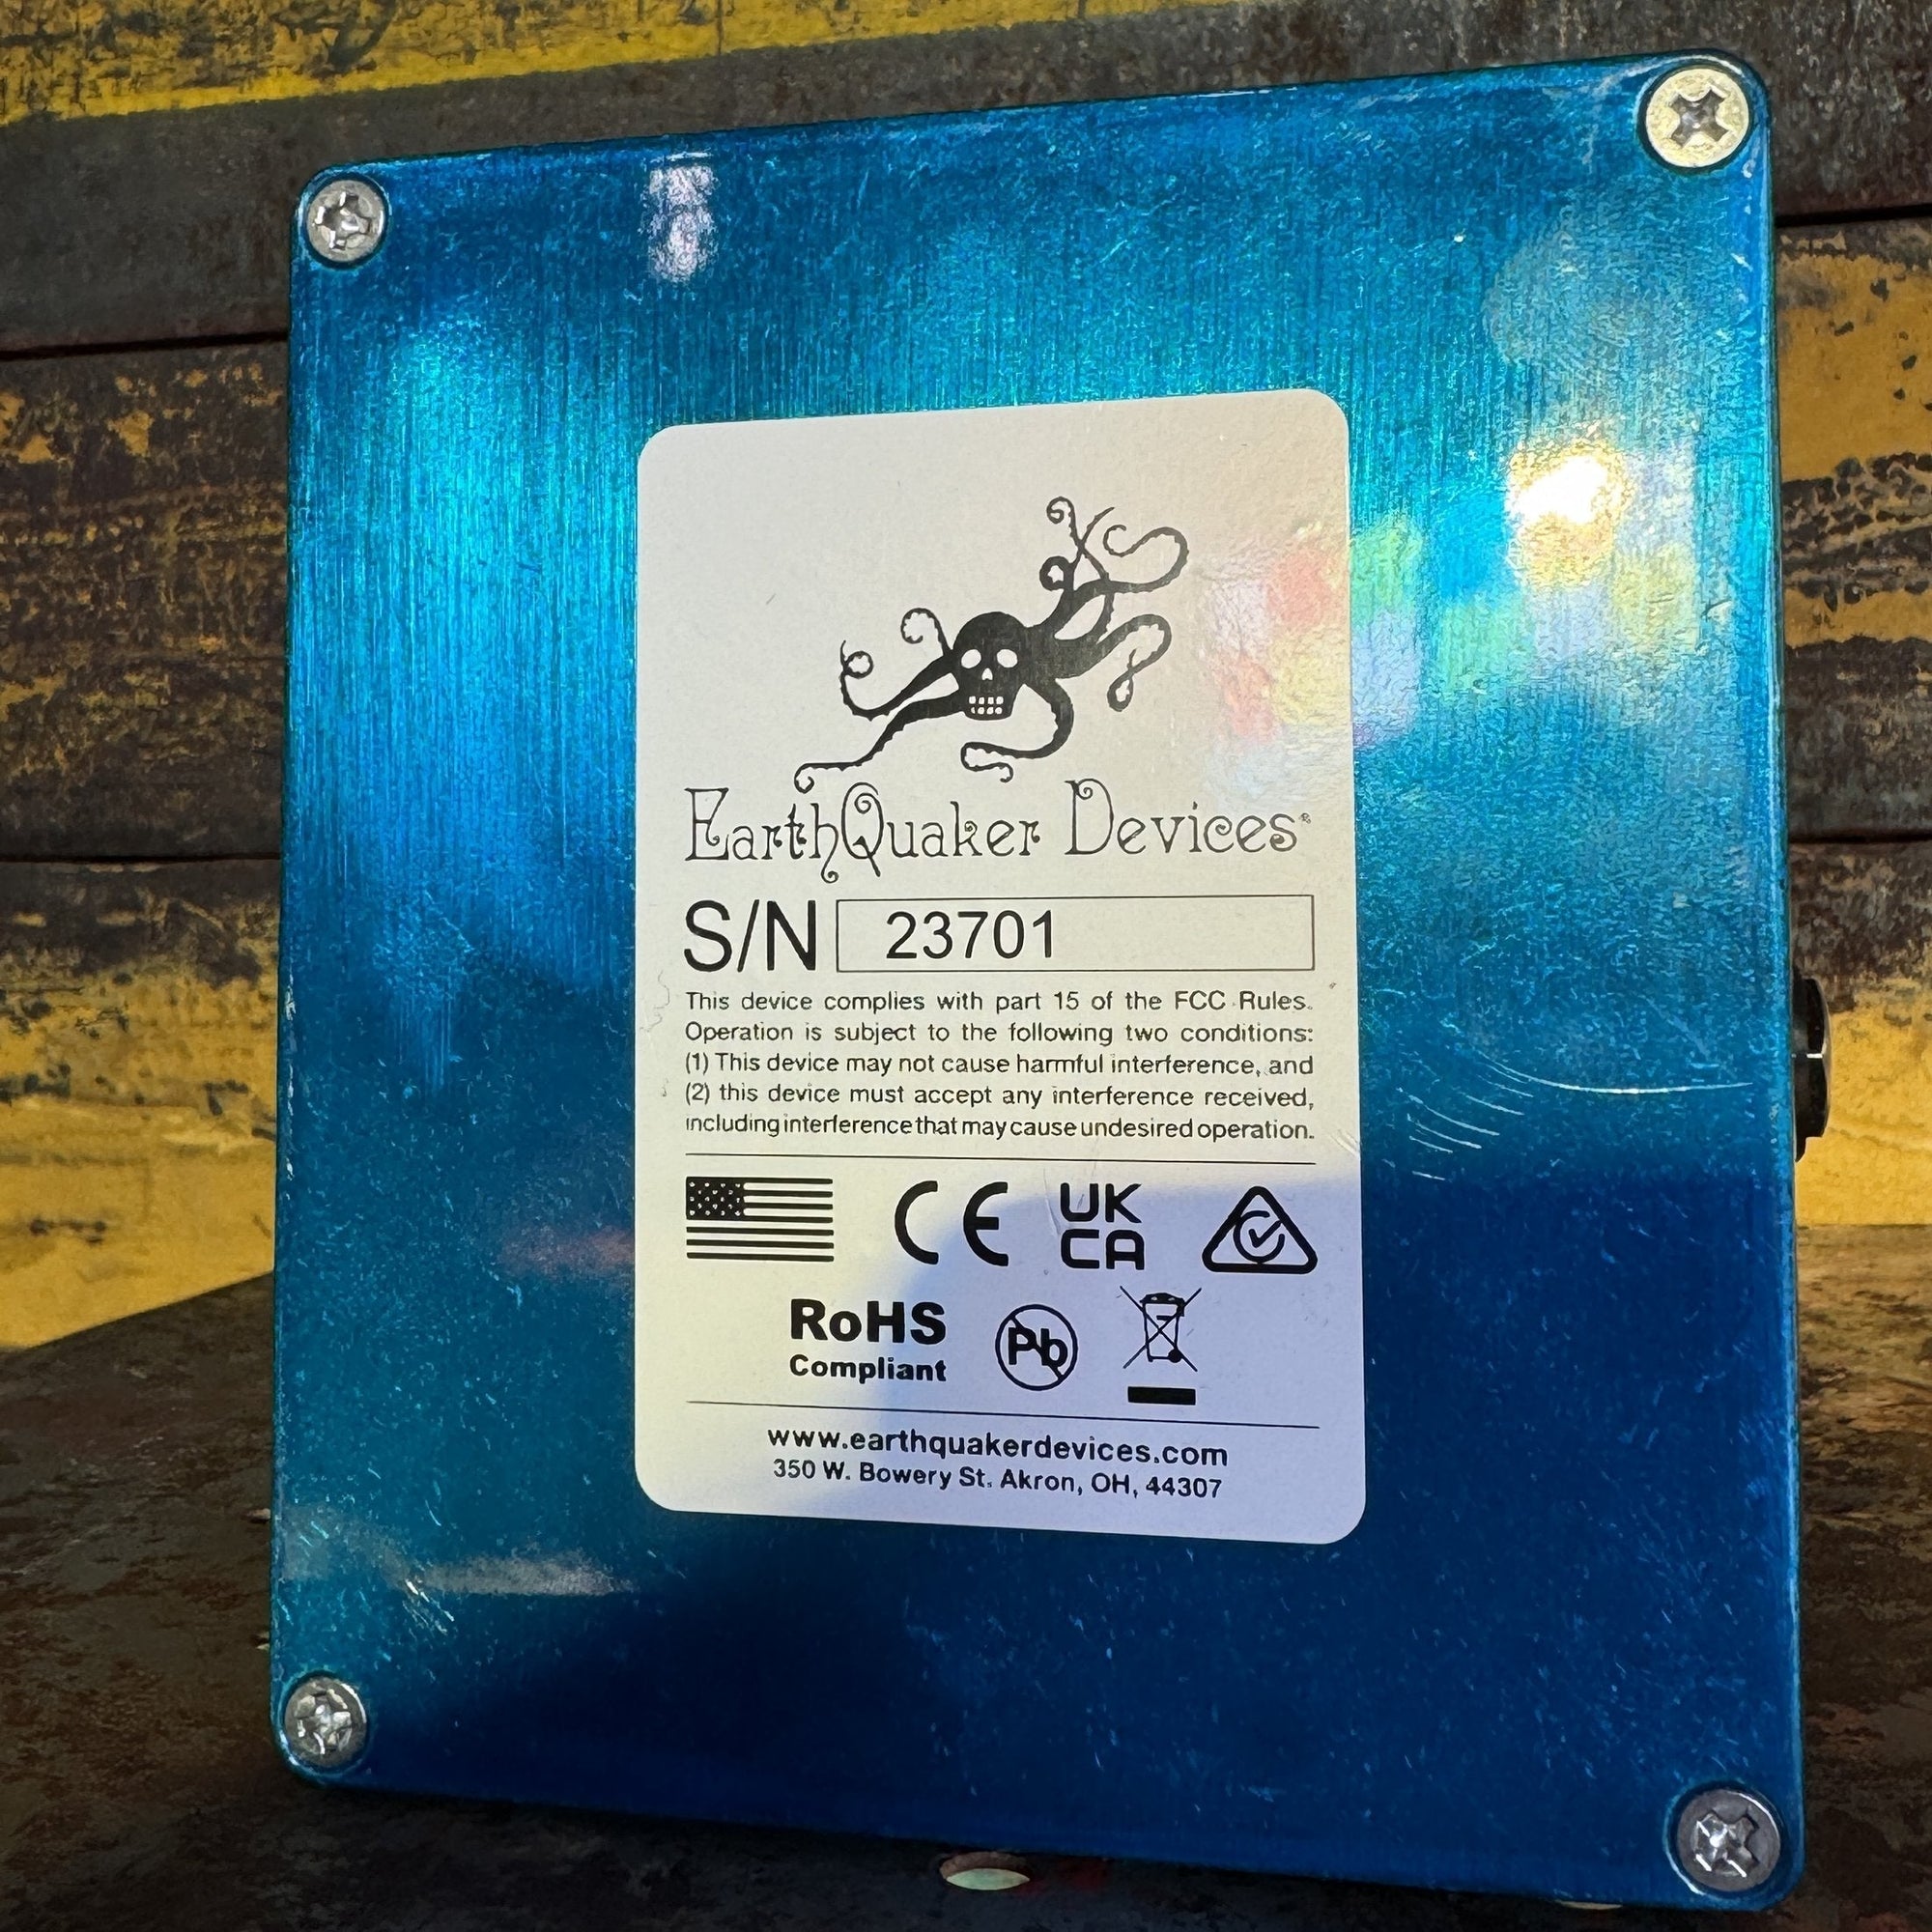 EarthQuaker Devices®
S/N 23701
This device complies with part 15 of the FCC Rules.
Operation is subject to the following two conditions:
(1) This device may not cause harmful interference, and
(2) this device must accept any interference received,
including interference that may cause undesired operation.
CE UK CA
RoHS Pb
Compliant
www.earthquakerdevices.com
350 W. Bowery St. Akron, OH, 44307